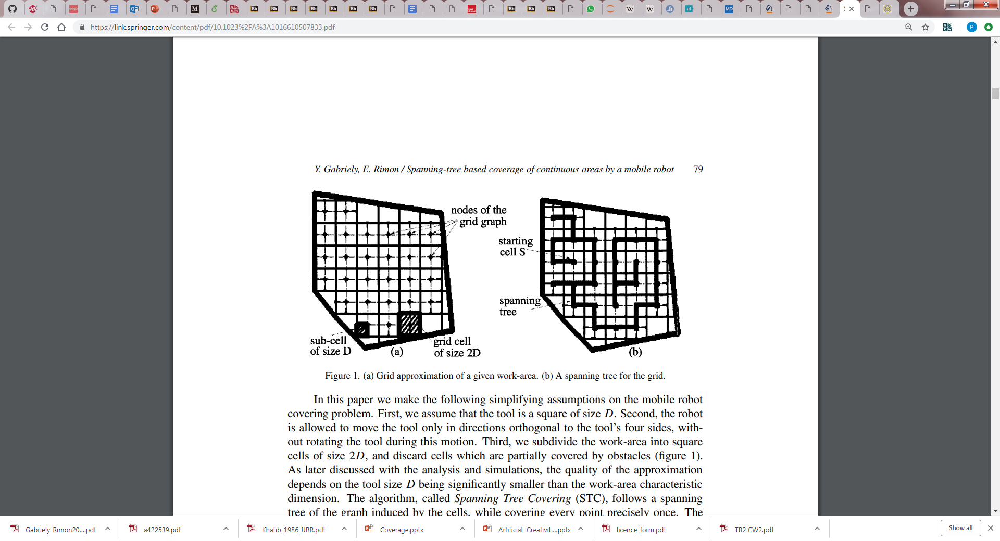 https://link.springer.com/content/pdf/10.1023%2FA%3A1016610507833.pdf
Y. Gabriely, E. Rimon / Spanning-tree based coverage of continuous areas by a mobile robot 79
nodes of the
grid graph
sub-cell
of size D
(a)
grid cell
of size 2D
starting
cell S
spanning
tree
(b)
Figure 1. (a) Grid approximation of a given work-area. (b) A spanning tree for the grid.
In this paper we make the following simplifying assumptions on the mobile robot
covering problem. First, we assume that the tool is a square of size D. Second, the robot
is allowed to move the tool only in directions orthogonal to the tool's four sides, with-
out rotating the tool during this motion. Third, we subdivide the work-area into square
cells of size 2D, and discard cells which are partially covered by obstacles (figure 1).
As later discussed with the analysis and simulations, the quality of the approximation
depends on the tool size D being significantly smaller than the work-area characteristic
dimension. The algorithm, called Spanning Tree Covering (STC), follows a spanning
tree of the graph induced by the cells, while covering every point precisely once. The
Gabriely-Rimon20....pdf
a422539.pdf
Khatib_1986_IJRR.pdf
Coverage.pptx
Artificial Creativit....pptx
licence_form.pdf
TB2 CW2.pdf
Show all